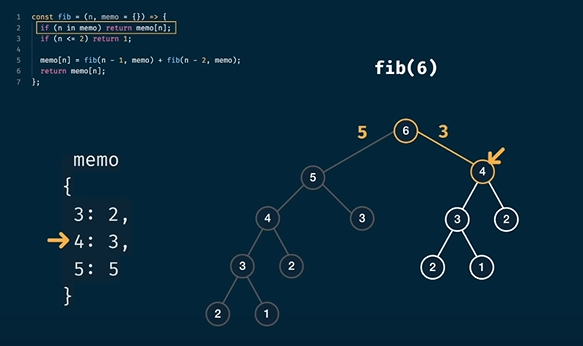 1 const fib = (n, memo = {}) => {
2 if (n in memo) return memo[n];
3 if (n <= 2) return 1;
4
5 memo[n] = fib(n - 1, memo) + fib(n - 2, memo);
6 return memo[n];
7 };
fib(6)
5 6 3
5 4
4 3 3 2
3 2 2 1
2 1
memo
{
3: 2,
4: 3,
5: 5
}